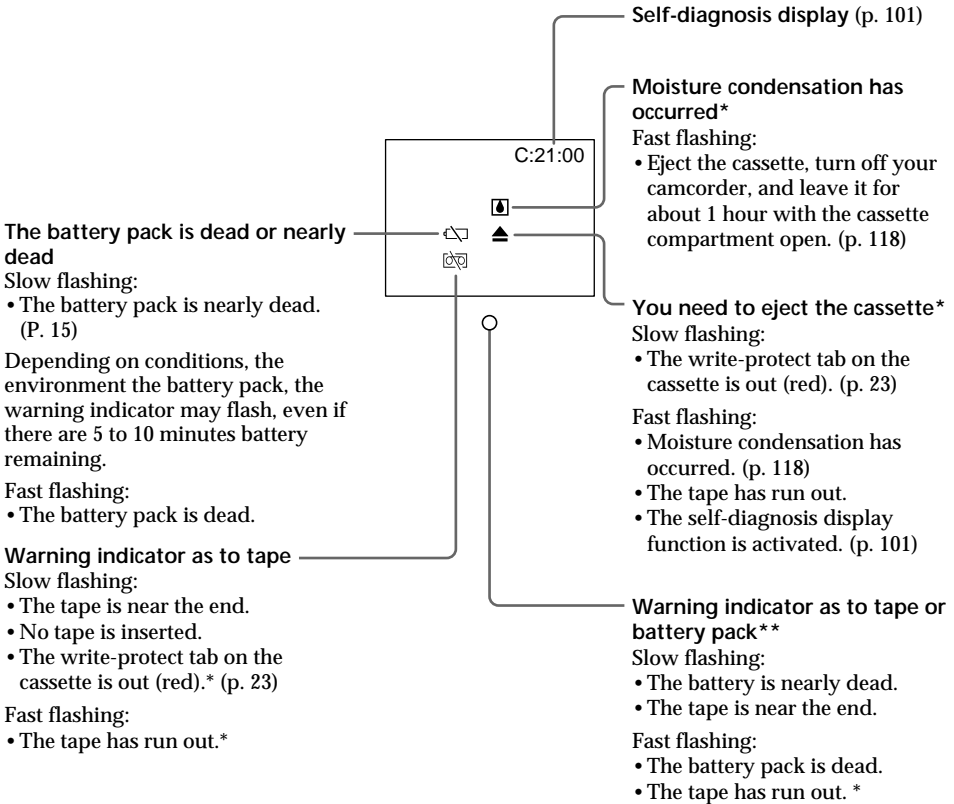 Self-diagnosis display (p. 101)
Moisture condensation has
occurred*
Fast flashing:
• Eject the cassette, turn off your
camcorder, and leave it for
about 1 hour with the cassette
compartment open. (p. 118)
C:21:00
The battery pack is dead or nearly
dead
Slow flashing:
• The battery pack is nearly dead.
(P. 15)
Depending on conditions, the
environment the battery pack, the
warning indicator may flash, even if
there are 5 to 10 minutes battery
remaining.
Fast flashing:
• The battery pack is dead.
You need to eject the cassette*
Slow flashing:
• The write-protect tab on the
cassette is out (red). (p. 23)
Fast flashing:
• Moisture condensation has
occurred. (p. 118)
• The tape has run out.
• The self-diagnosis display
function is activated. (p. 101)
Warning indicator as to tape
Slow flashing:
• The tape is near the end.
• No tape is inserted.
• The write-protect tab on the
cassette is out (red).* (p. 23)
Fast flashing:
• The tape has run out.*
Warning indicator as to tape or
battery pack**
Slow flashing:
• The battery is nearly dead.
• The tape is near the end.
Fast flashing:
• The battery pack is dead.
• The tape has run out. *